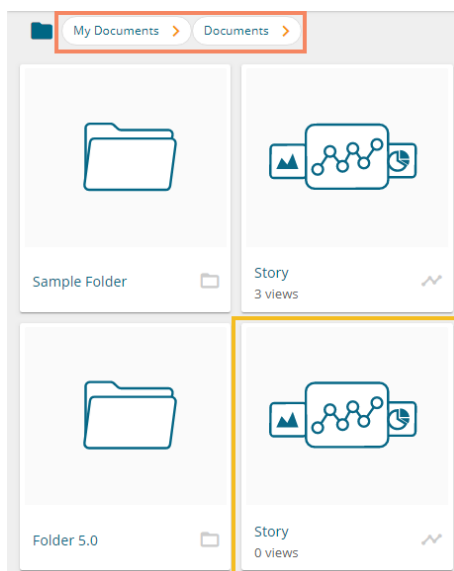 My Documents
Documents
Sample Folder
Story
3 views
Folder 5.0
Story
0 views